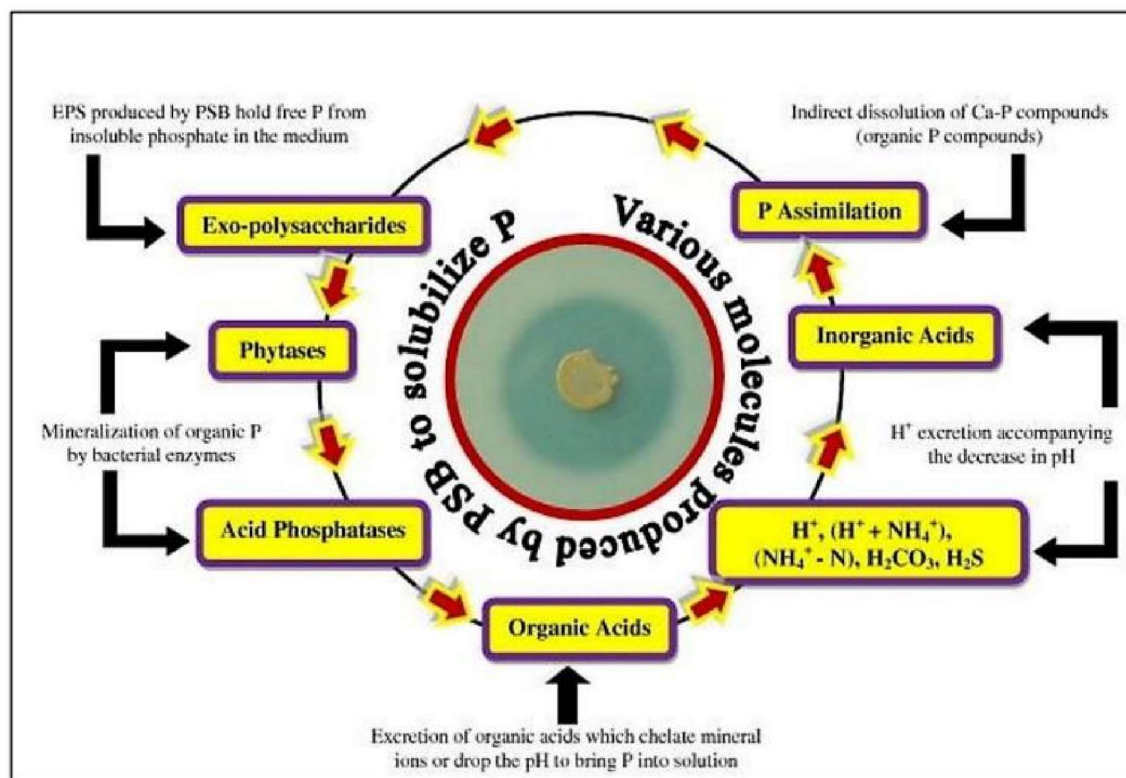 EPS produced by PSB hold free P from
insoluble phosphate in the medium
Indirect dissolution of Ca-P compounds
(organic P compounds)
Exo-polysaccharides
P Assimilation
Various molecules produced by PSB to solubilize P
Phytases
Inorganic Acids
Mineralization of organic P
by bacterial enzymes
H⁺ excretion accompanying
the decrease in pH
Acid Phosphatases
H⁺, (H⁺ + NH₄⁺),
(NH₄⁺ - N), H₂CO₃, H₂S
Organic Acids
Excretion of organic acids which chelate mineral
ions or drop the pH to bring P into solution